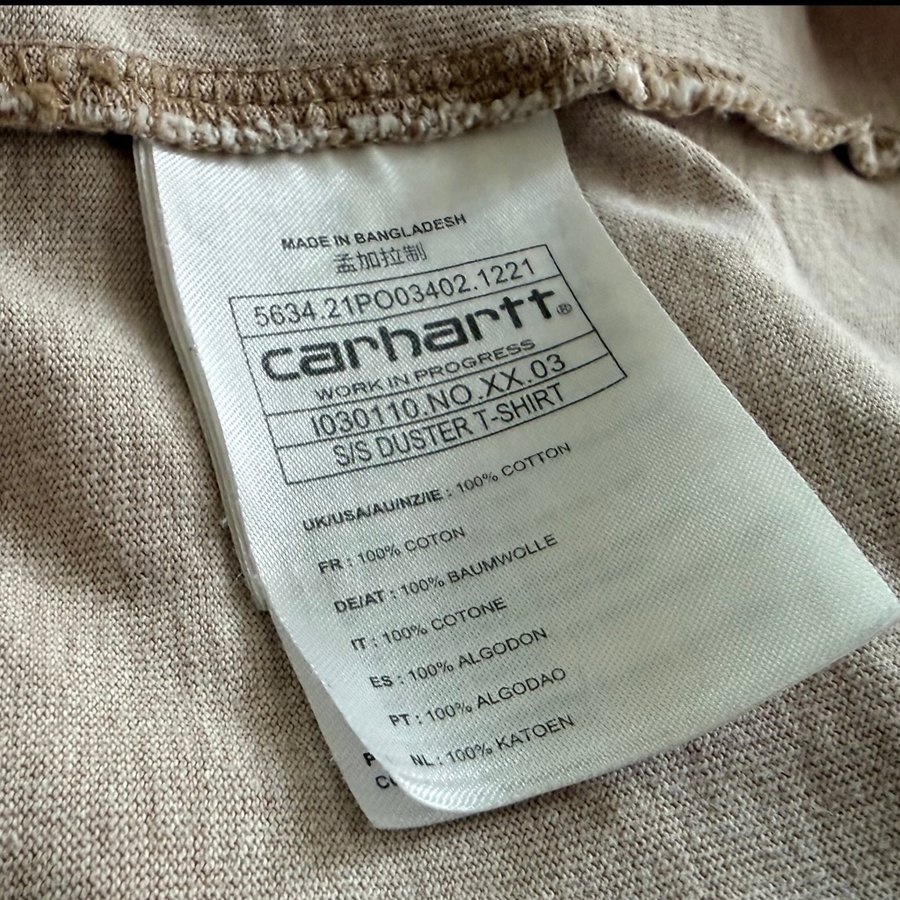 MADE IN BANGLADESH
孟加拉制
5634.21PO03402.1221
carhartt®
WORK IN PROGRESS
I030110.NO.XX.03
S/S DUSTER T-SHIRT
UK/USA/AU/NZ/IE : 100% COTTON
FR : 100% COTON
DE/AT : 100% BAUMWOLLE
IT : 100% COTONE
ES : 100% ALGODON
PT : 100% ALGODAO
NL : 100% KATOEN